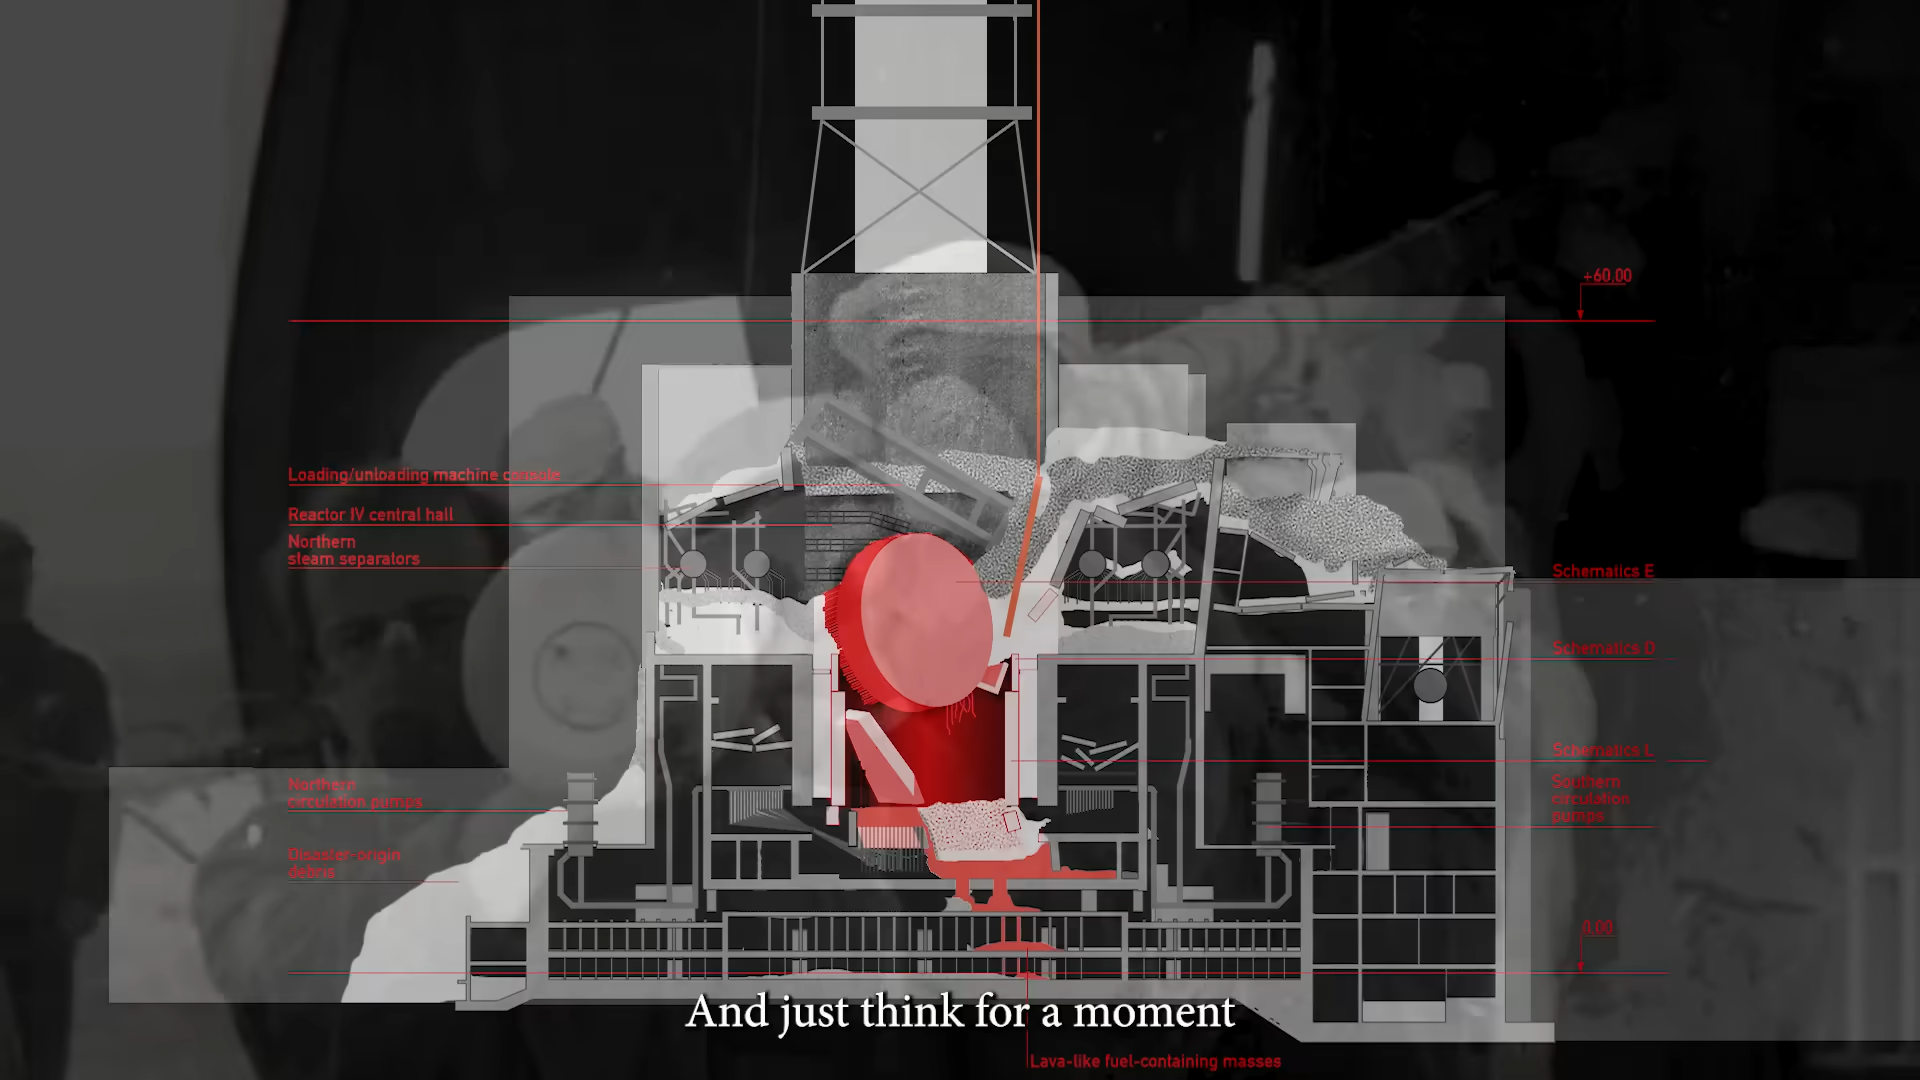 +60,00
Loading/unloading machine console
Reactor IV central hall
Northern
steam separators
Schematics E
Schematics D
Schematics L
Northern
circulation pumps
Southern
circulation
pumps
Disaster-origin
debris
0.00
And just think for a moment
Lava-like fuel-containing masses